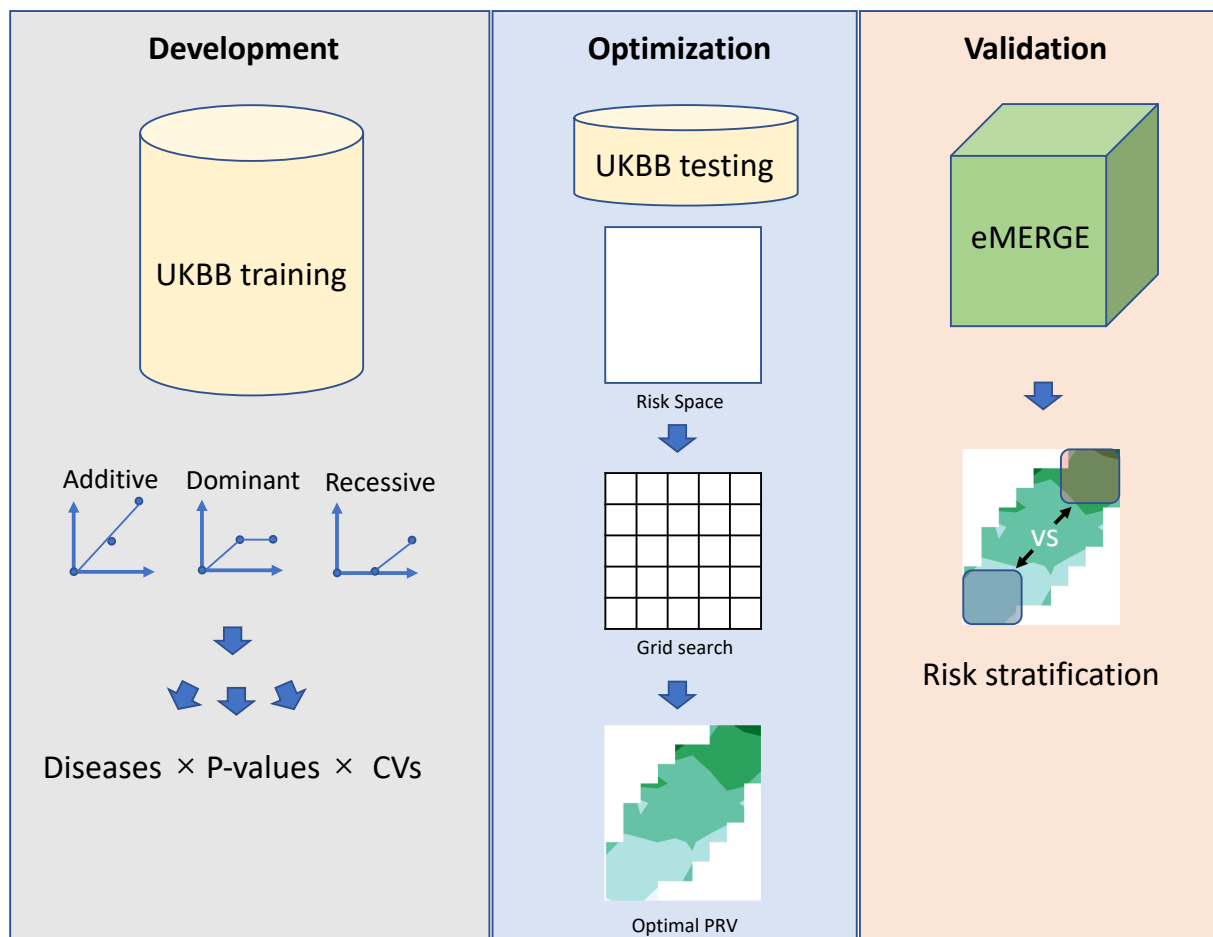 Development
UKBB training
Additive Dominant Recessive
Diseases × P-values × CVs
Optimization
UKBB testing
Risk Space
Grid search
Optimal PRV
Validation
eMERGE
vs
Risk stratification